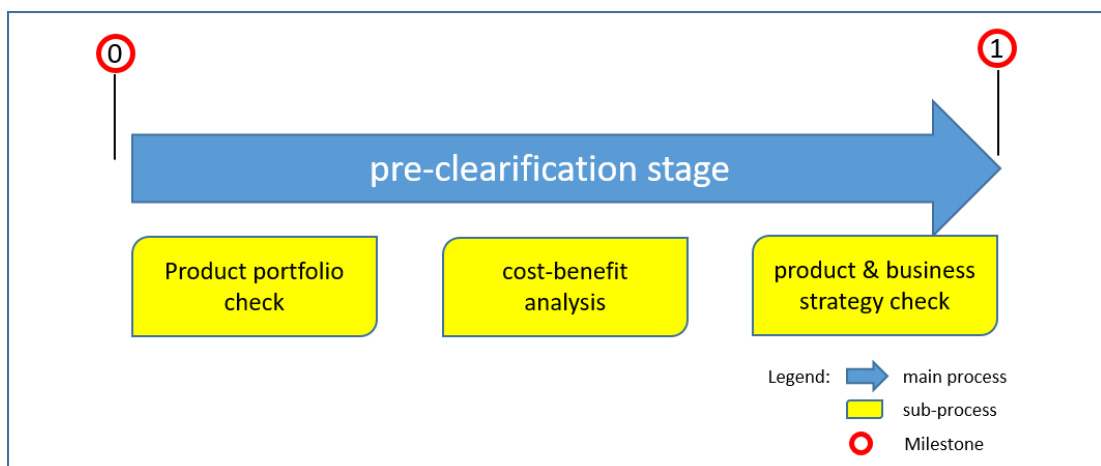 0
1
pre-clearification stage
Product portfolio
check
cost-benefit
analysis
product & business
strategy check
Legend:
main process
sub-process
Milestone